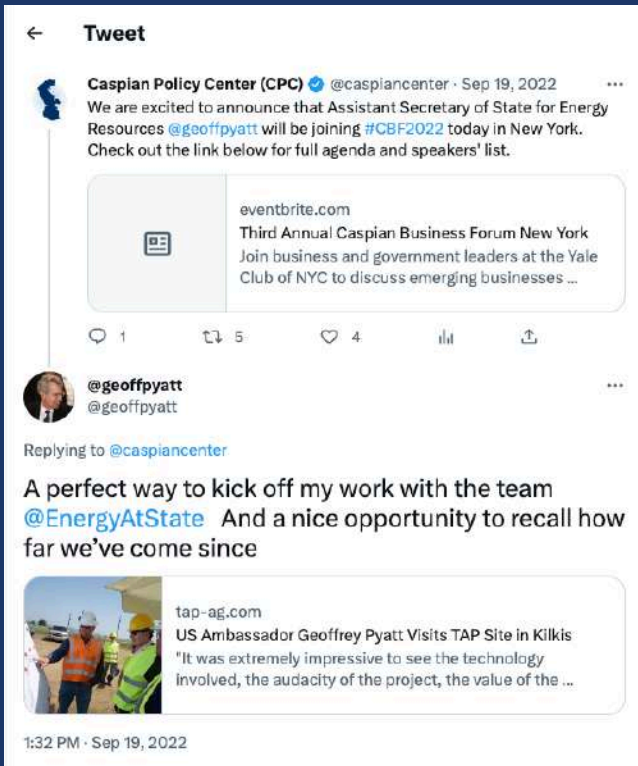 Tweet
Caspian Policy Center (CPC) @caspiancenter · Sep 19, 2022
We are excited to announce that Assistant Secretary of State for Energy
Resources @geoffpyatt will be joining #CBF2022 today in New York.
Check out the link below for full agenda and speakers' list.
eventbrite.com
Third Annual Caspian Business Forum New York
Join business and government leaders at the Yale
Club of NYC to discuss emerging businesses ...
1 5 4
@geoffpyatt
@geoffpyatt
Replying to @caspiancenter
A perfect way to kick off my work with the team
@EnergyAtState And a nice opportunity to recall how
far we've come since
tap-ag.com
US Ambassador Geoffrey Pyatt Visits TAP Site in Kilkis
"It was extremely impressive to see the technology
involved, the audacity of the project, the value of the ...
1:32 PM · Sep 19, 2022